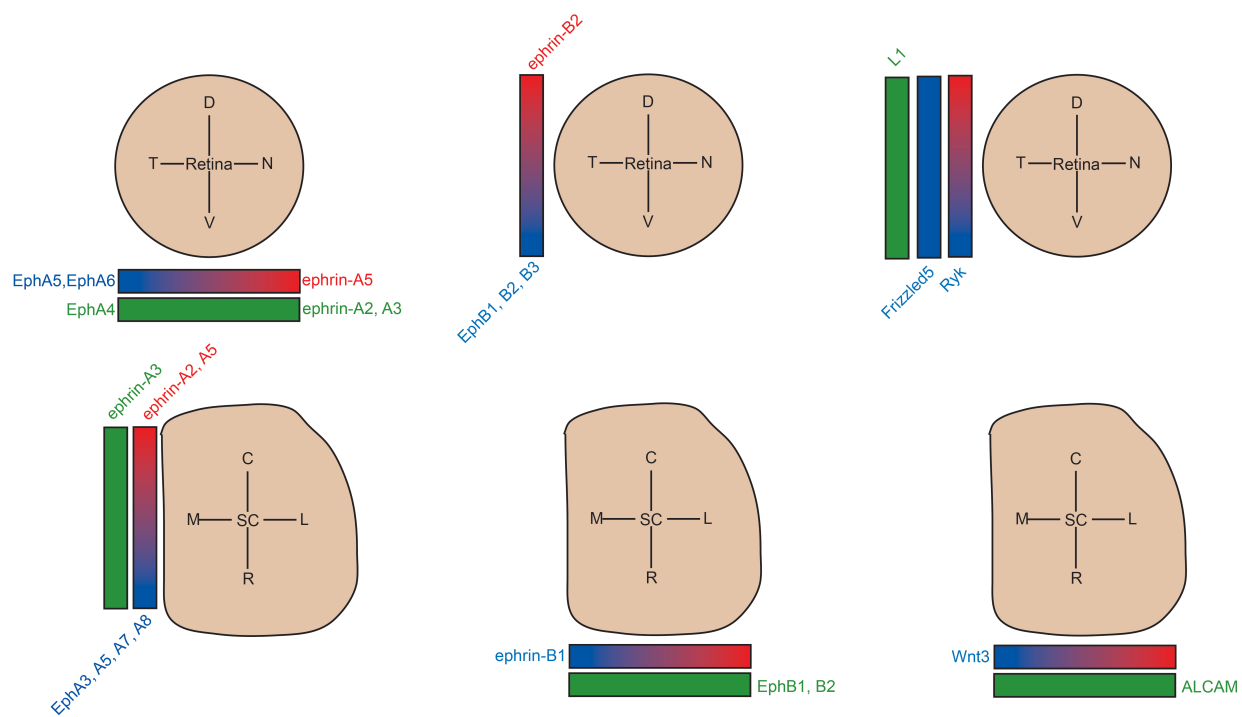 D
T Retina N
V
EphA5,EphA6
ephrin-A5
EphA4
ephrin-A2, A3
ephrin-B2
D
T Retina N
V
EphB1, B2, B3
L1
D
T Retina N
V
Frizzled5
Ryk
ephrin-A3
ephrin-A2, A5
C
M SC L
R
EphA3, A5, A7, A8
C
M SC L
R
ephrin-B1
EphB1, B2
C
M SC L
R
Wnt3
ALCAM